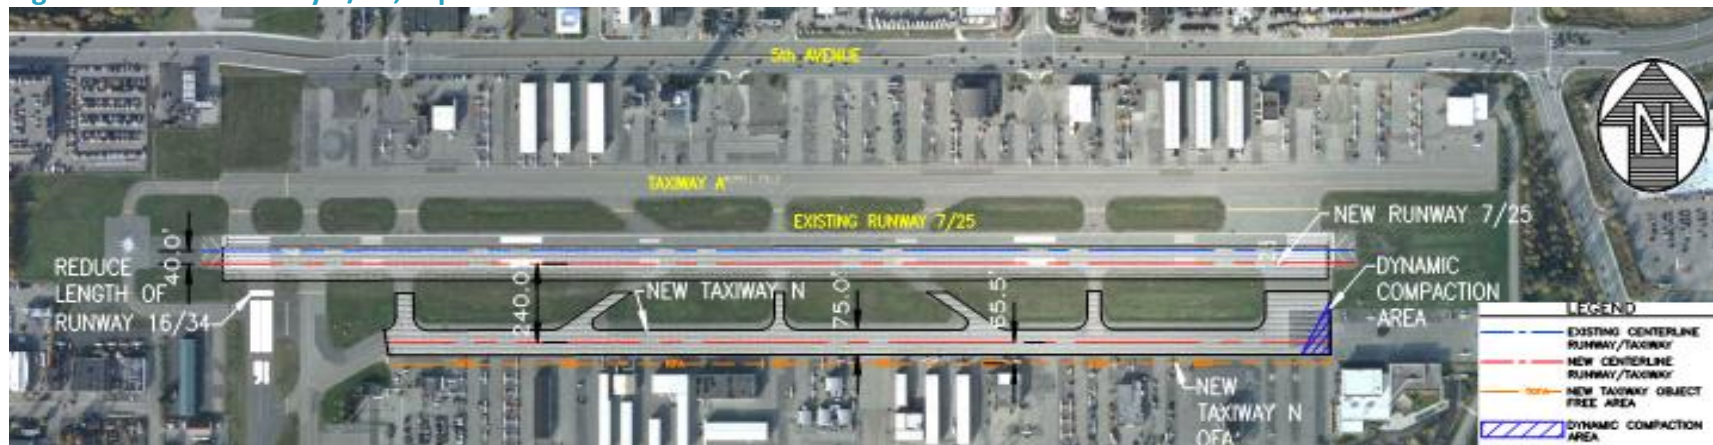 5th AVENUE
N
TAXIWAY A
EXISTING RUNWAY 7/25
NEW RUNWAY 7/25
40.0'
REDUCE
LENGTH OF
RUNWAY 16/34
240.0'
NEW TAXIWAY N
75.0'
65.5'
25
DYNAMIC
COMPACTION
AREA
NEW
TAXIWAY N
OFA
LEGEND
EXISTING CENTERLINE
RUNWAY/TAXIWAY
NEW CENTERLINE
RUNWAY/TAXIWAY
TOFA
NEW TAXIWAY OBJECT
FREE AREA
DYNAMIC COMPACTION
AREA